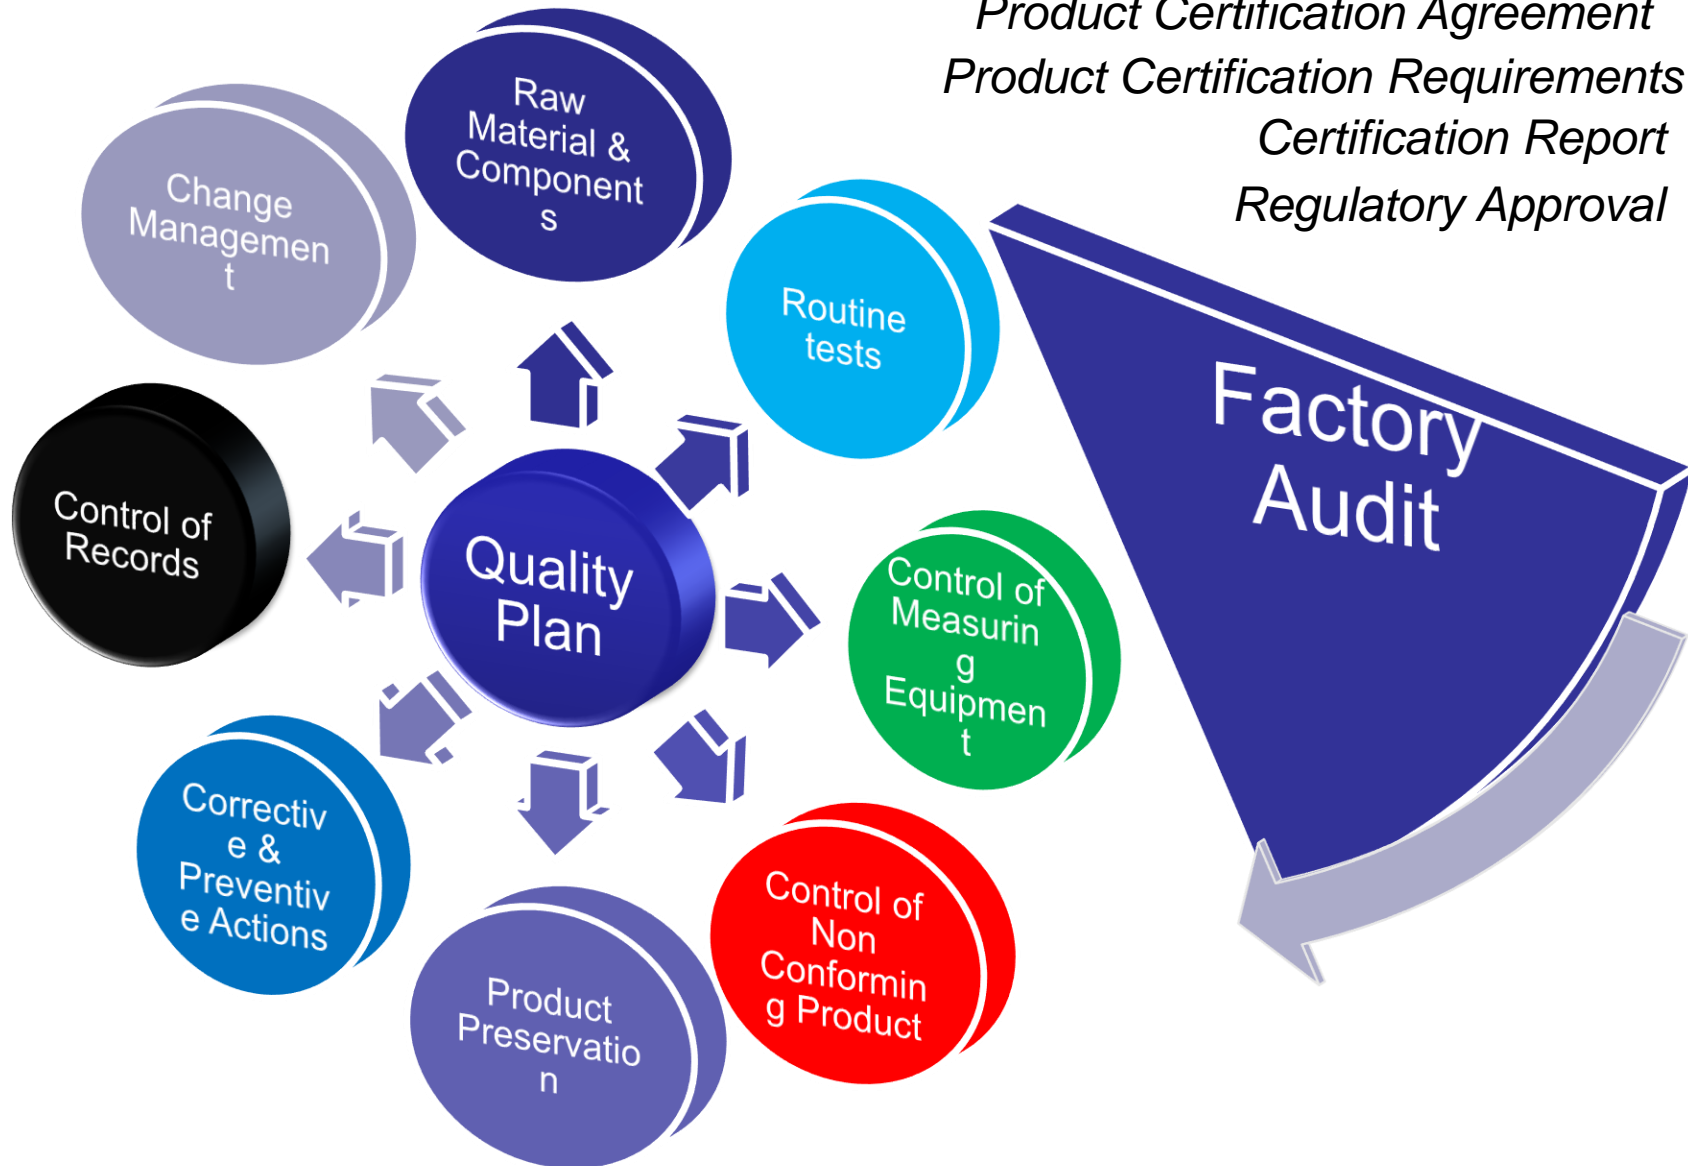 Product Certification Agreement
Product Certification Requirements
Certification Report
Regulatory Approval
Raw
Material &
Component
s
Change
Managemen
t
Routine
tests
Factory
Audit
Control of
Records
Quality
Plan
Control of
Measurin
g
Equipmen
t
Correctiv
e &
Preventiv
e Actions
Control of
Non
Conformin
g Product
Product
Preservatio
n